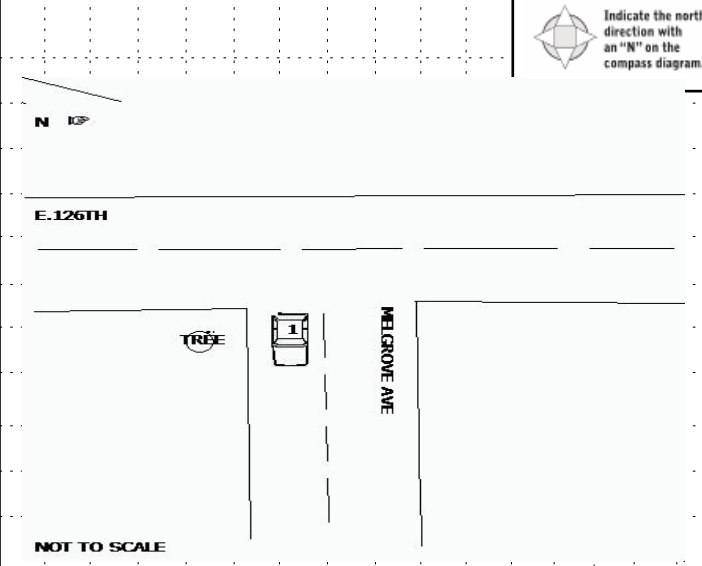 Indicate the north
direction with
an "N" on the
compass diagram.
N
E.126TH
1
TREE
MELGROVE AVE
NOT TO SCALE